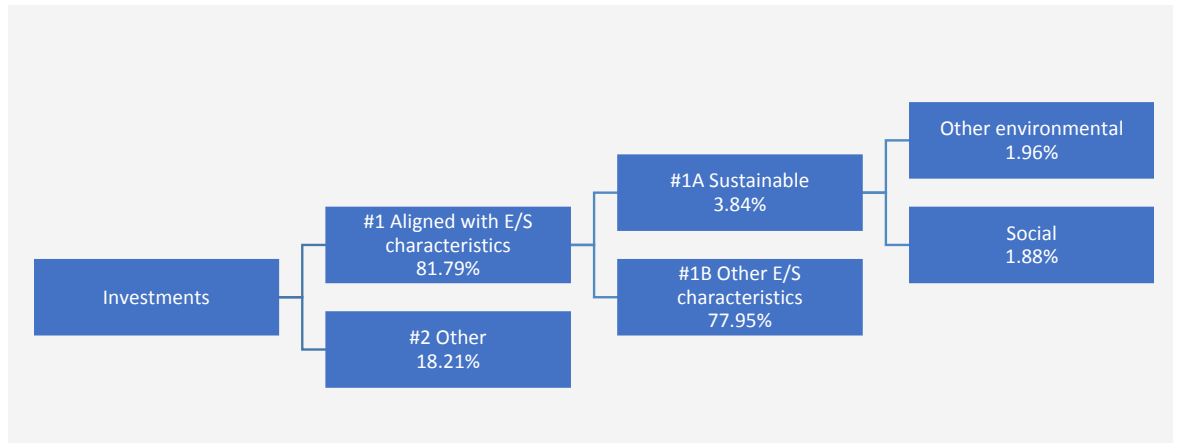 Investments
#1 Aligned with E/S
characteristics
81.79%
#2 Other
18.21%
#1A Sustainable
3.84%
#1B Other E/S
characteristics
77.95%
Other environmental
1.96%
Social
1.88%